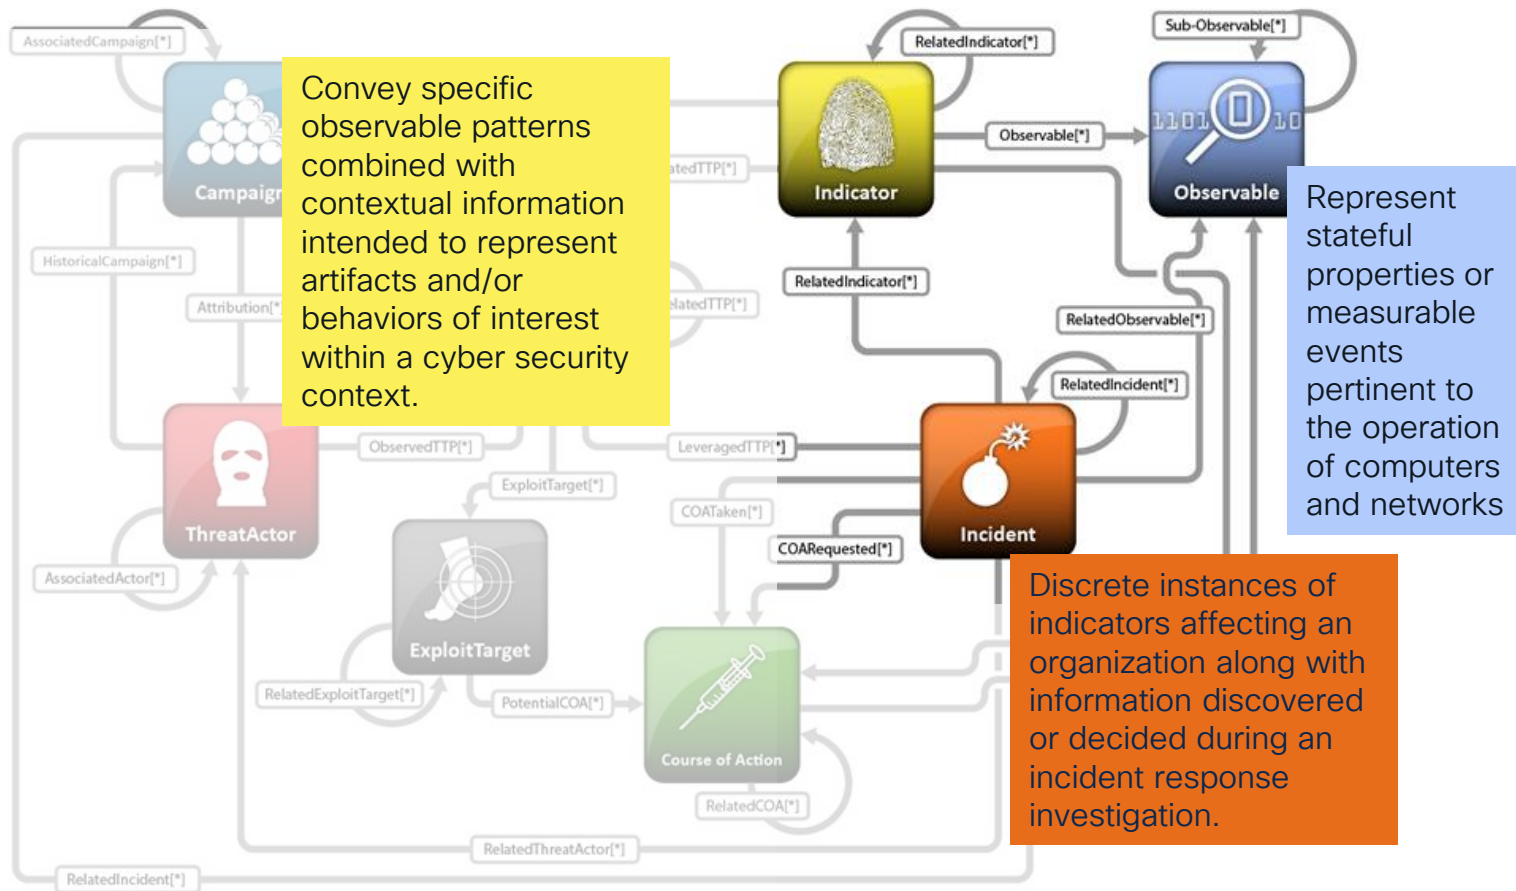 AssociatedCampaign[*]
RelatedIndicator[*]
Sub-Observable[*]
Campaign
Convey specific
observable patterns
combined with
contextual information
intended to represent
artifacts and/or
behaviors of interest
within a cyber security
context.
Indicator
Observable[*]
1101
10
Observable
Represent
stateful
properties or
measurable
events
pertinent to
the operation
of computers
and networks
atedTTP[*]
HistoricalCampaign[*]
Attribution[*]
elatedTTP[*]
RelatedIndicator[*]
RelatedObservable[*]
RelatedIncident[*]
ThreatActor
ObservedTTP[*]
LeveragedTTP[*]
ExploitTarget[*]
COATaken[*]
COARequested[*]
Incident
AssociatedActor[*]
ExploitTarget
RelatedExploitTarget[*]
PotentialCOA[*]
Course of Action
RelatedCOA[*]
Discrete instances of
indicators affecting an
organization along with
information discovered
or decided during an
incident response
investigation.
RelatedThreatActor[*]
RelatedIncident[*]